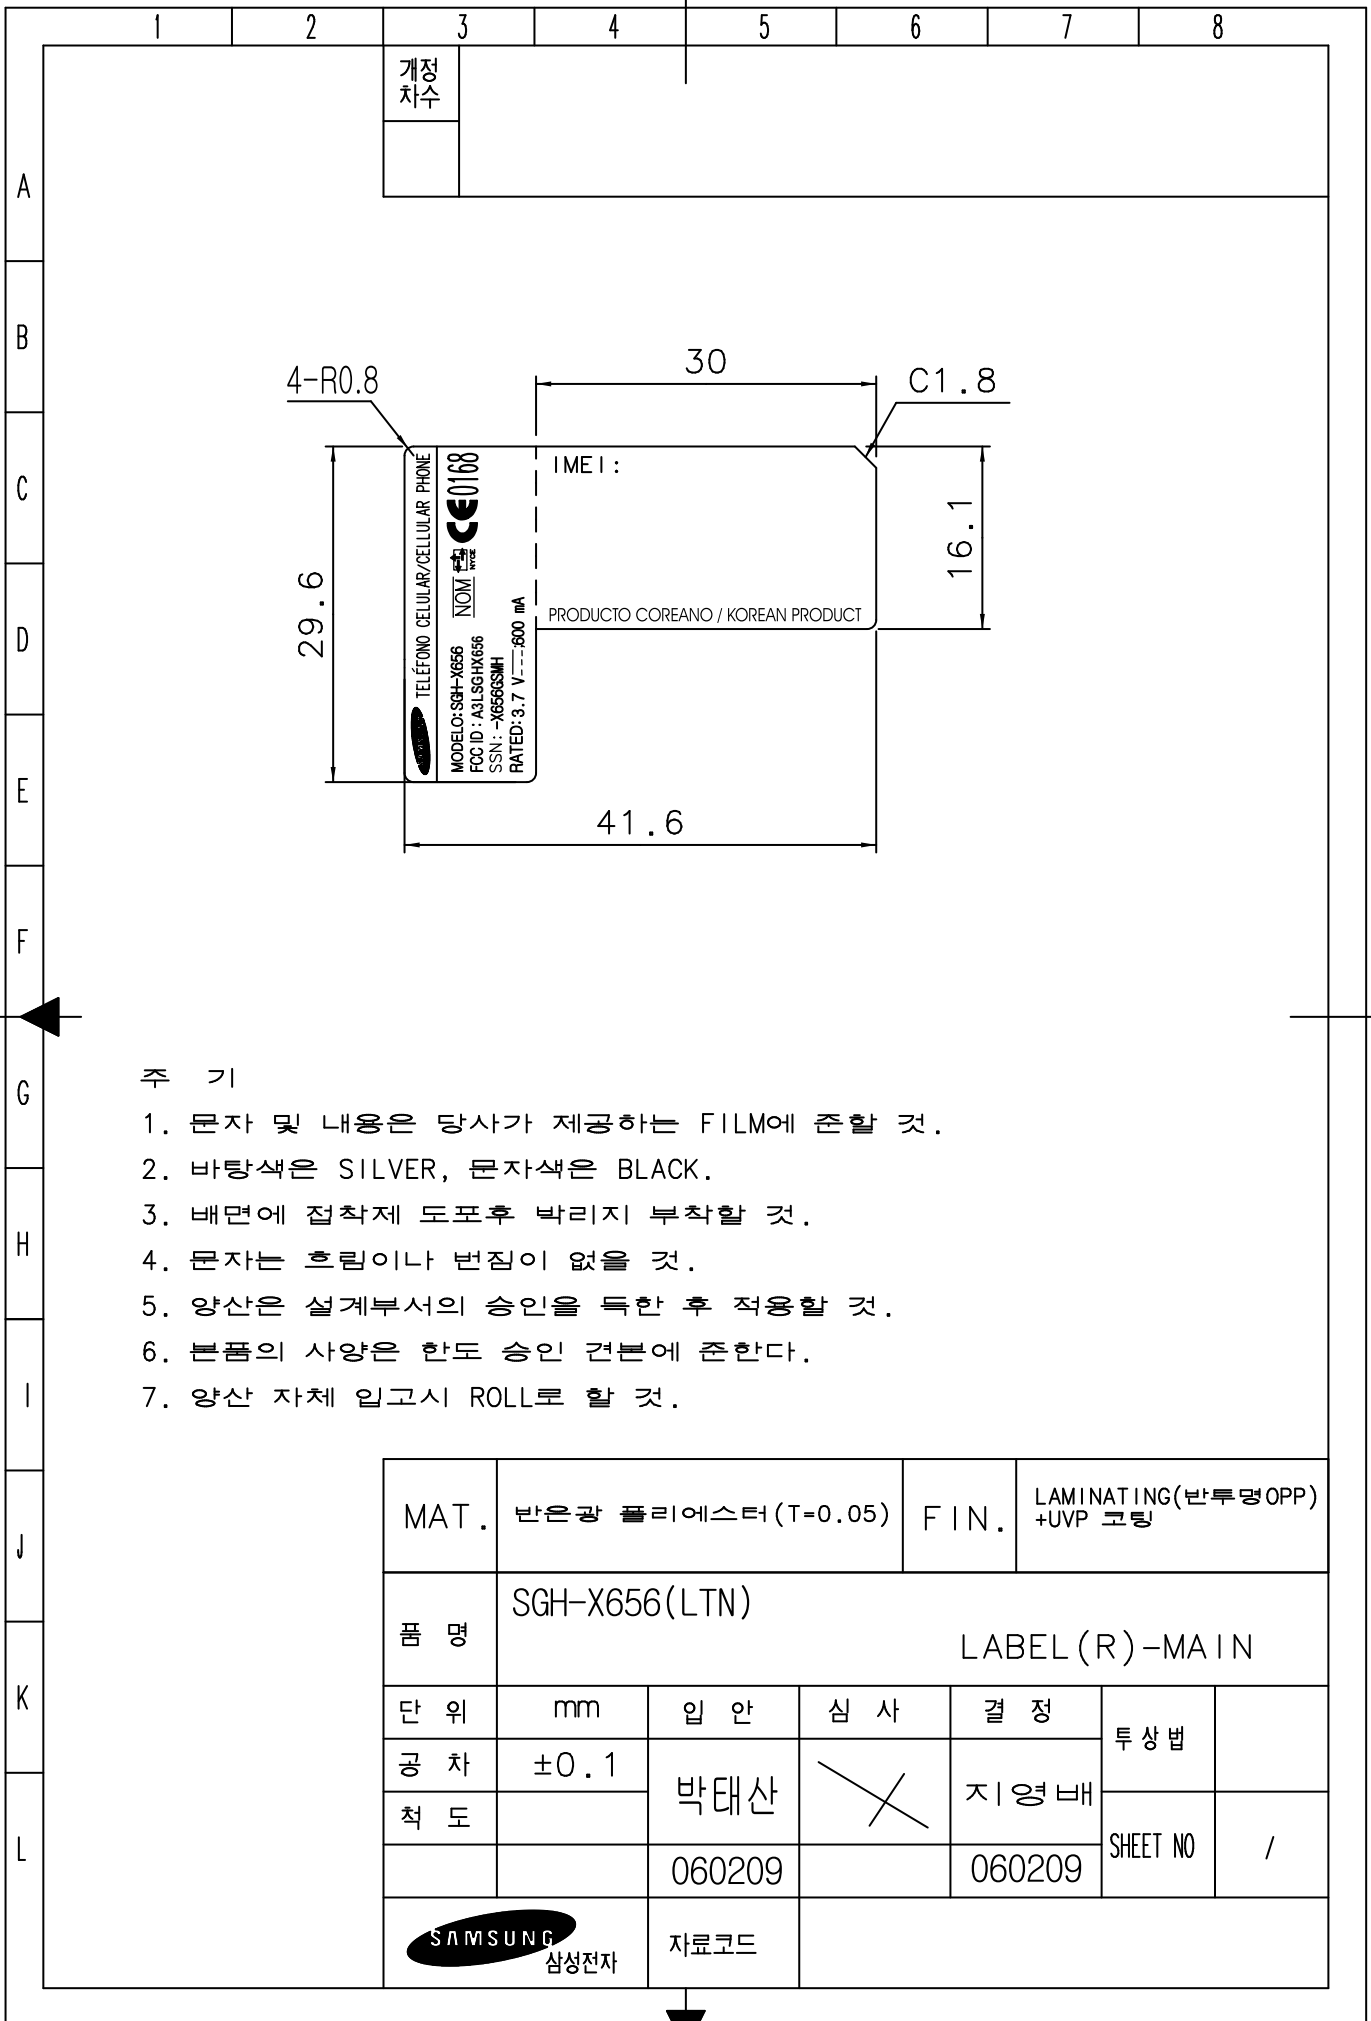 1 2 3 4 5 6 7 8
개정
차수
A
B
C
D
E
F
G
H
I
J
K
L
30
4-R0.8
C1.8
29.6
16.1
41.6
IMEI:
PRODUCTO COREANO / KOREAN PRODUCT
TELÉFONO CELULAR/CELLULAR PHONE
CE0168
NOM
NYCE
MODELO:SGH-X656
FCC ID : A3LSGHX656
SSN: -X656GSMH
RATED:3.7 V⎓;600 mA
주 기
1. 문자 및 내용은 당사가 제공하는 FILM에 준할 것.
2. 바탕색은 SILVER, 문자색은 BLACK.
3. 배면에 접착제 도포후 박리지 부착할 것.
4. 문자는 흐림이나 번짐이 없을 것.
5. 양산은 설계부서의 승인을 득한 후 적용할 것.
6. 본품의 사양은 한도 승인 견본에 준한다.
7. 양산 자체 입고시 ROLL로 할 것.
MAT. 반은광 폴리에스터(T=0.05) FIN. LAMINATING(반투명OPP)
+UVP 코팅
품 명 SGH-X656(LTN)
LABEL(R)-MAIN
단 위 mm 입 안 심 사 결 정 투상법
공 차 ±0.1 박태산 지영배
척 도 SHEET NO /
060209 060209
SAMSUNG 삼성전자 자료코드